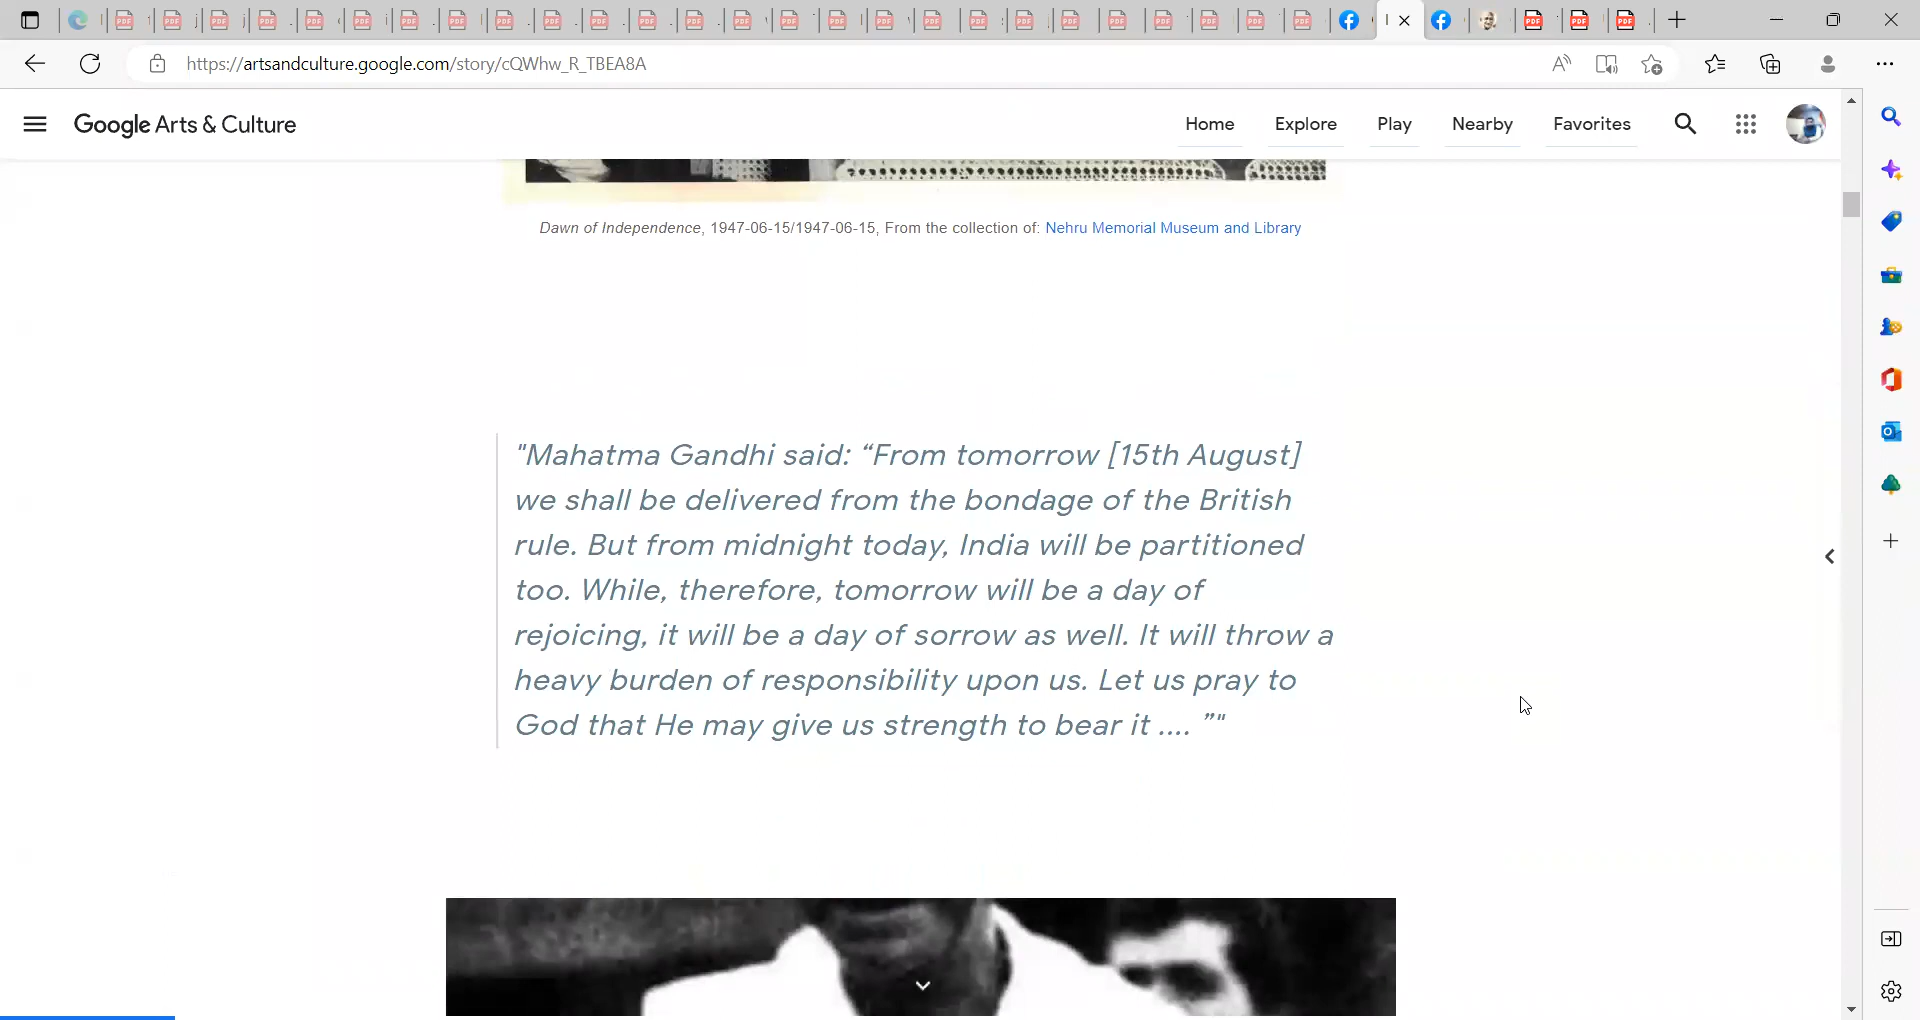 https://artsandculture.google.com/story/cQWhw_R_TBEA8A
Google Arts & Culture
Home
Explore
Play
Nearby
Favorites
Dawn of Independence, 1947-06-15/1947-06-15, From the collection of: Nehru Memorial Museum and Library
"Mahatma Gandhi said: “From tomorrow [15th August]
we shall be delivered from the bondage of the British
rule. But from midnight today, India will be partitioned
too. While, therefore, tomorrow will be a day of
rejoicing, it will be a day of sorrow as well. It will throw a
heavy burden of responsibility upon us. Let us pray to
God that He may give us strength to bear it .... ”"